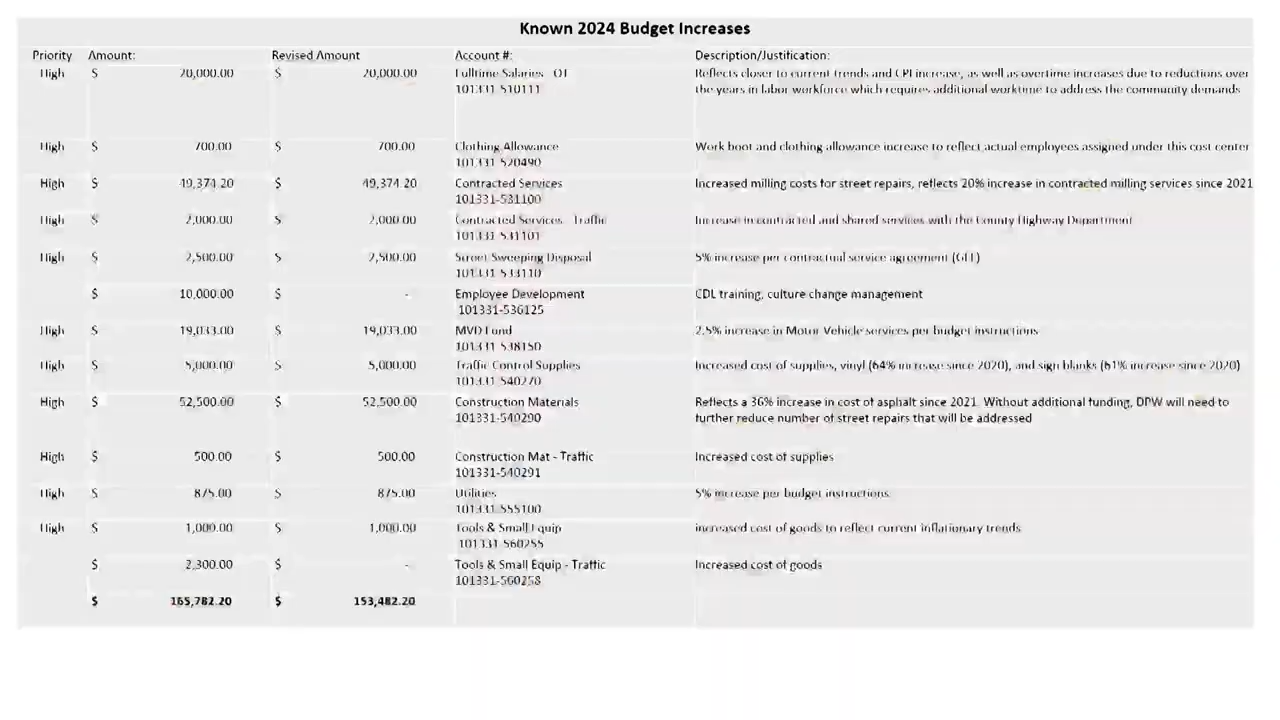 Known 2024 Budget Increases
Priority Amount: Revised Amount Account #: Description/Justification:
High $ 20,000.00 $ 20,000.00 Fulltime Salaries - OT Reflects closer to current trends and CPI increase, as well as overtime increases due to reductions over
101331-510111 the years in labor workforce which requires additional worktime to address the community demands
High $ 700.00 $ 700.00 Clothing Allowance Work boot and clothing allowance increase to reflect actual employees assigned under this cost center
101331-520490
High $ 49,374.20 $ 49,374.20 Contracted Services Increased milling costs for street repairs, reflects 20% increase in contracted milling services since 2021
101331-531100
High $ 2,000.00 $ 2,000.00 Contracted Services - Traffic Increase in contracted and shared services with the County Highway Department
101331-531101
High $ 2,500.00 $ 2,500.00 Street Sweeping Disposal 5% increase per contractual service agreement (GFL)
101331-533110
$ 10,000.00 $ - Employee Development CDL training, culture change management
101331-536125
High $ 19,033.00 $ 19,033.00 MVD Fund 2.5% increase in Motor Vehicle services per budget instructions
101331-538150
High $ 5,000.00 $ 5,000.00 Traffic Control Supplies Increased cost of supplies, vinyl (64% increase since 2020), and sign blanks (61% increase since 2020)
101331-540270
High $ 52,500.00 $ 52,500.00 Construction Materials Reflects a 36% increase in cost of asphalt since 2021. Without additional funding, DPW will need to
101331-540290 further reduce number of street repairs that will be addressed
High $ 500.00 $ 500.00 Construction Mat - Traffic Increased cost of supplies
101331-540291
High $ 875.00 $ 875.00 Utilities 5% increase per budget instructions
101331-555100
High $ 1,000.00 $ 1,000.00 Tools & Small Equip increased cost of goods to reflect current inflationary trends
101331-560255
$ 2,300.00 $ - Tools & Small Equip - Traffic Increased cost of goods
101331-560258
$ 165,782.20 $ 153,482.20